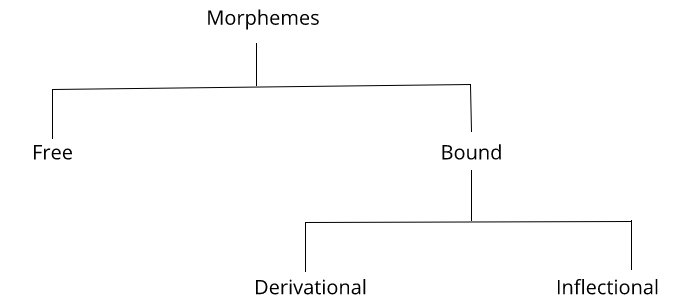 Morphemes
Free
Bound
Derivational
Inflectional